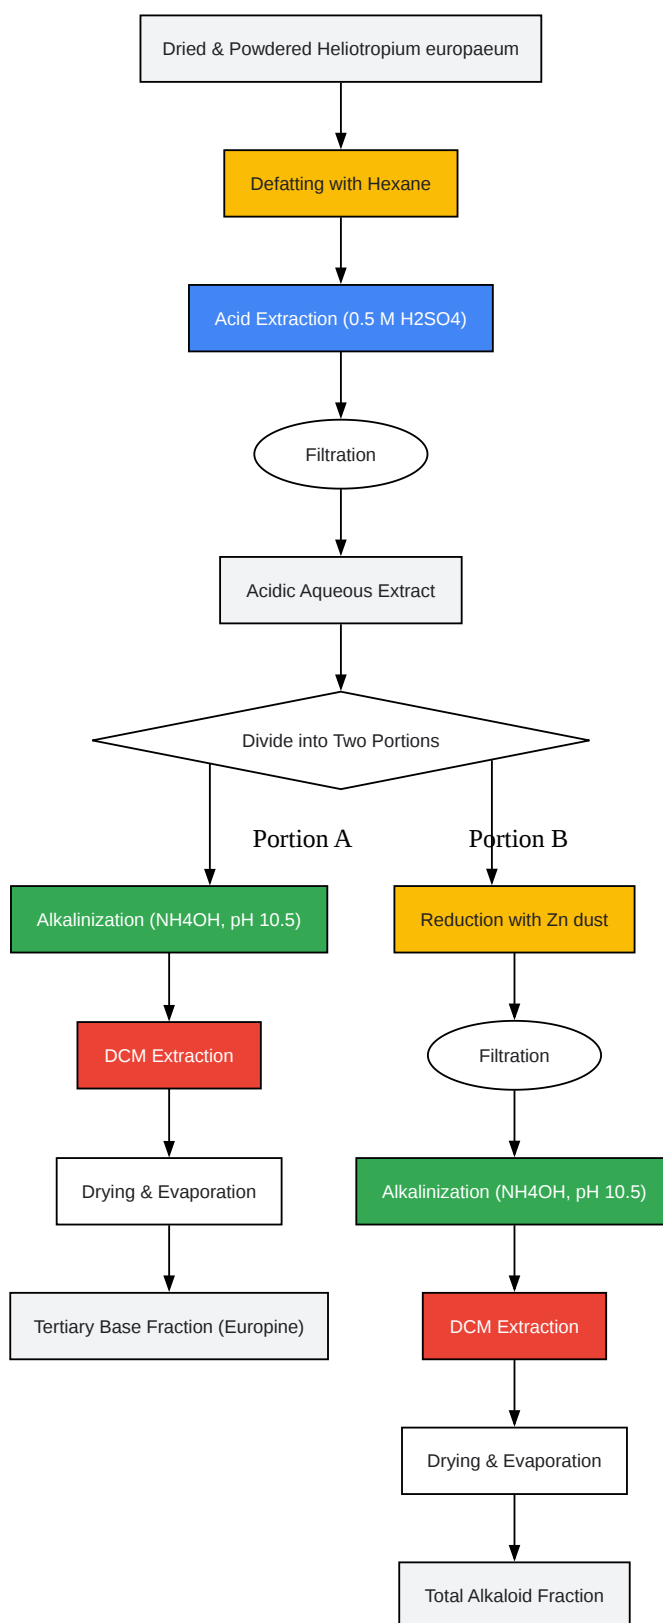 Dried & Powdered Heliotropium europaeum
Defatting with Hexane
Acid Extraction (0.5 M H2SO4)
Filtration
Acidic Aqueous Extract
Divide into Two Portions
Portion A
Portion B
Alkalinization (NH4OH, pH 10.5)
Reduction with Zn dust
DCM Extraction
Filtration
Drying & Evaporation
Alkalinization (NH4OH, pH 10.5)
Tertiary Base Fraction (Europine)
DCM Extraction
Drying & Evaporation
Total Alkaloid Fraction